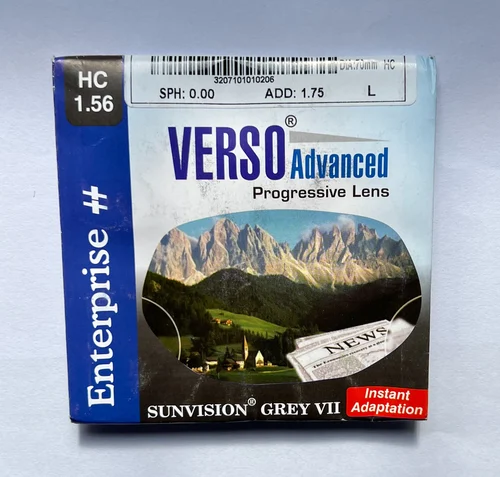 HC
1.56
DIA:70mm HC
3207101010206
SPH: 0.00 ADD: 1.75 L
VERSO® Advanced
Progressive Lens
Enterprise #
NEWS
SUNVISION® GREY VII
Instant
Adaptation